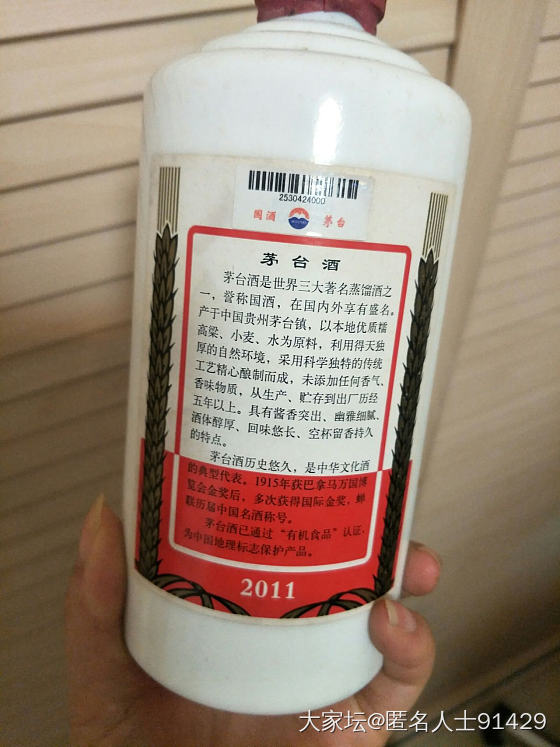 2530424000
国酒 茅台
茅台酒
茅台酒是世界三大著名蒸馏酒之
一，誉称国酒，在国内外享有盛名。
产于中国贵州茅台镇，以本地优质糯
高粱、小麦、水为原料，利用得天独
厚的自然环境，采用科学独特的传统
工艺精心酿制而成，未添加任何香气、
香味物质，从生产、贮存到出厂历经
五年以上。具有酱香突出、幽雅细腻、
酒体醇厚、回味悠长、空杯留香持久
的特点。
茅台酒历史悠久，是中华文化酒
的典型代表。1915年获巴拿马万国博
览会金奖后，多次获得国际金奖，蝉
联历届中国名酒称号。
茅台酒已通过“有机食品”认证，
为中国地理标志保护产品。
2011
大家坛@匿名人士91429